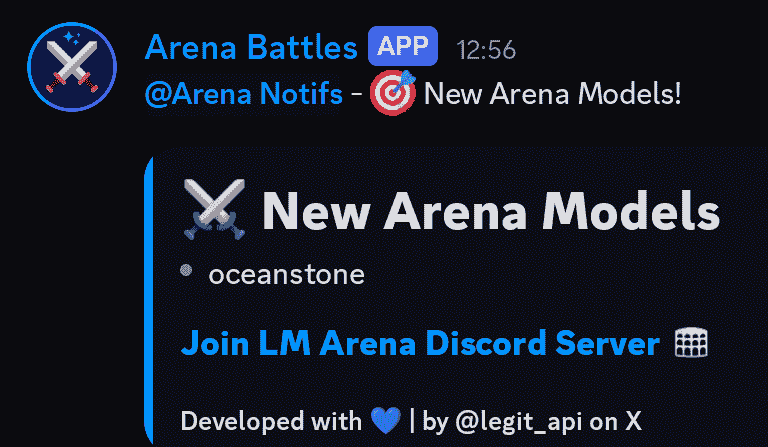 Arena Battles APP 12:56
@Arena Notifs - 🎯 New Arena Models!
⚔️ New Arena Models
• oceanstone
Join LM Arena Discord Server
Developed with 💙 | by @legit_api on X